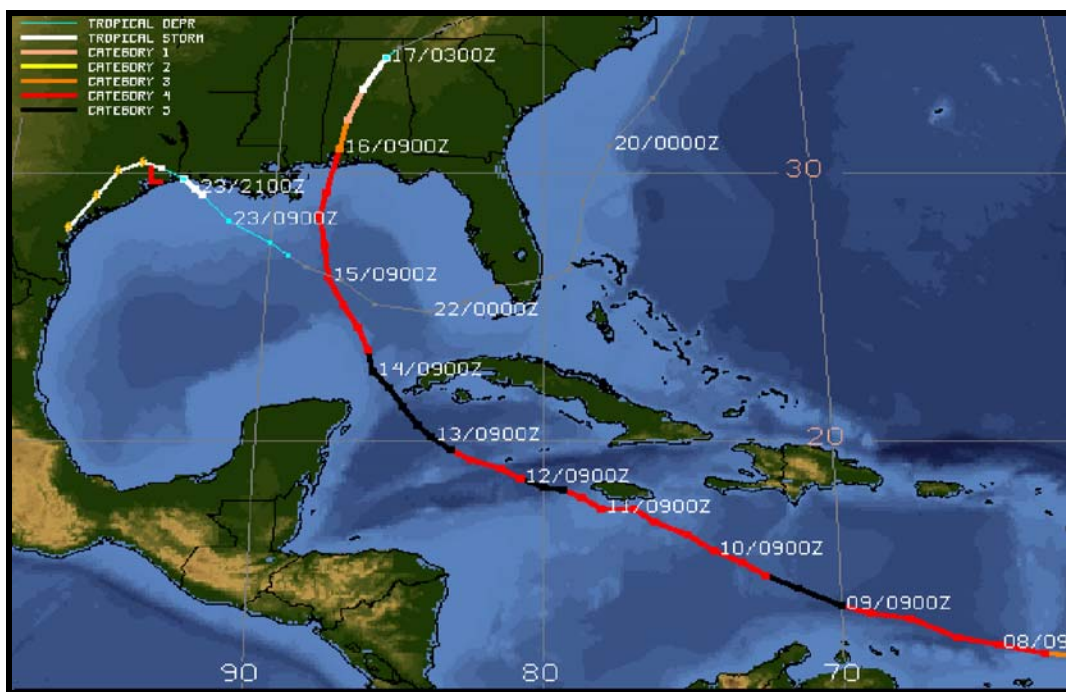 TROPICAL DEPR
TROPICAL STORM
CATEGORY 1
CATEGORY 2
CATEGORY 3
CATEGORY 4
CATEGORY 5
17/0300Z
20/0000Z
16/0900Z
30
L
23/2100Z
23/0900Z
15/0900Z
22/0000Z
14/0900Z
13/0900Z
20
12/0900Z
11/0900Z
10/0900Z
09/0900Z
08/09
90
80
70